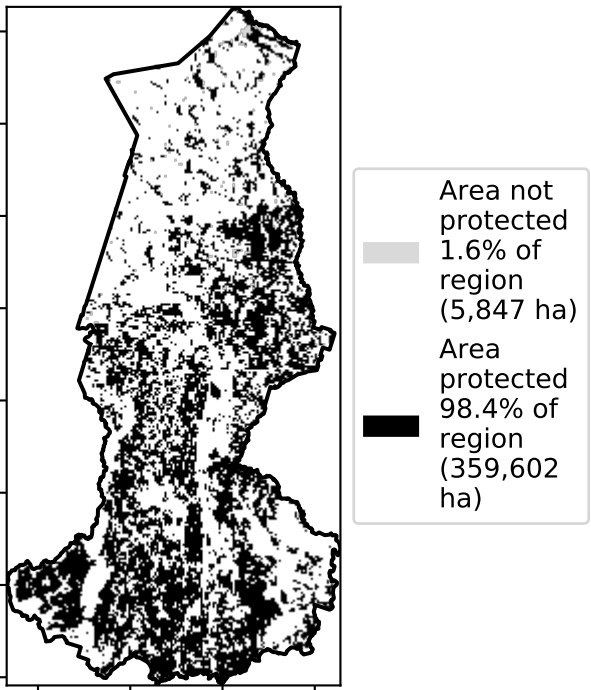 Area not
protected
1.6% of
region
(5,847 ha)
Area
protected
98.4% of
region
(359,602
ha)